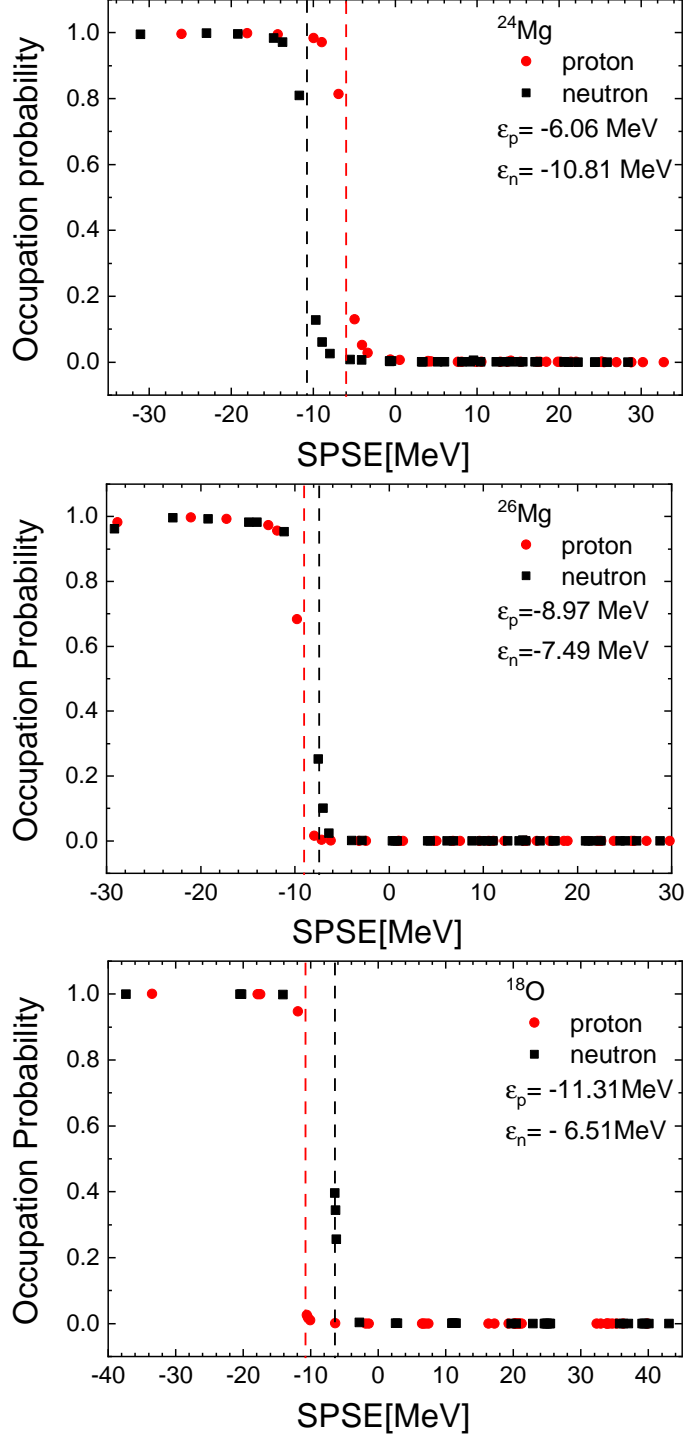 Occupation probability
1.0
0.8
0.6
0.4
0.2
0.0
²⁴Mg
proton
neutron
εₚ= -6.06 MeV
εₙ= -10.81 MeV
-30 -20 -10 0 10 20 30
SPSE[MeV]
Occupation Probability
1.0
0.8
0.6
0.4
0.2
0.0
²⁶Mg
proton
neutron
εₚ=-8.97 MeV
εₙ=-7.49 MeV
-30 -20 -10 0 10 20 30
SPSE[MeV]
Occupation Probability
1.0
0.8
0.6
0.4
0.2
0.0
¹⁸O
proton
neutron
εₚ= -11.31MeV
εₙ= - 6.51MeV
-40 -30 -20 -10 0 10 20 30 40
SPSE[MeV]